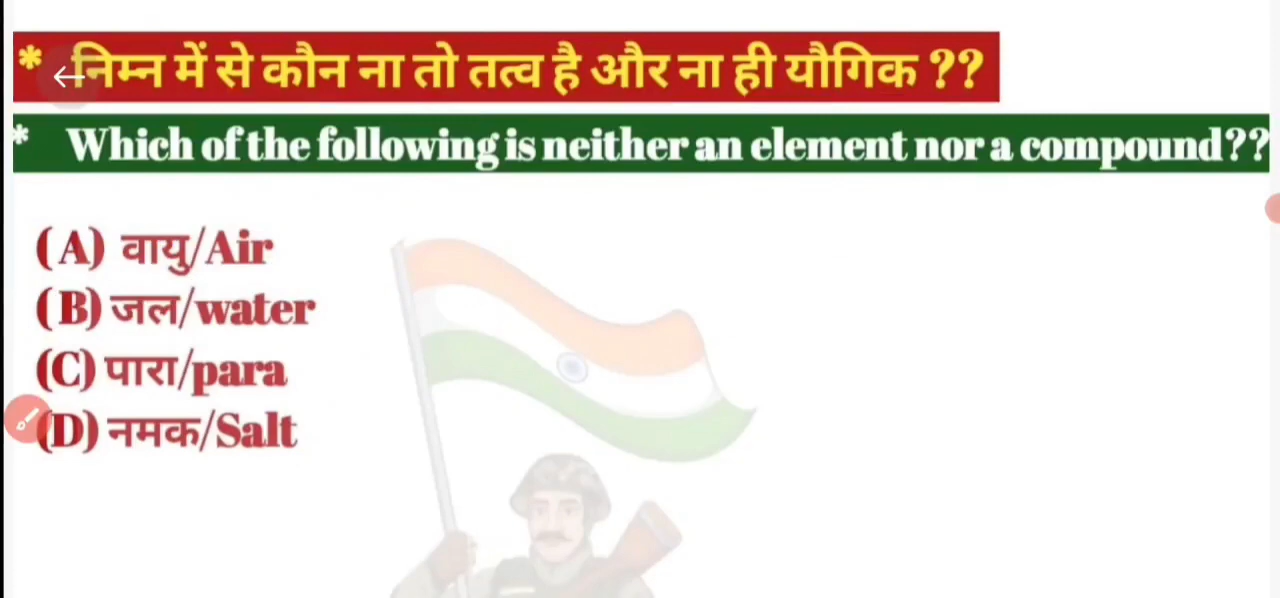 * निम्न में से कौन ना तो तत्व है और ना ही यौगिक ??
* Which of the following is neither an element nor a compound??
(A) वायु/Air
(B) जल/water
(C) पारा/para
(D) नमक/Salt